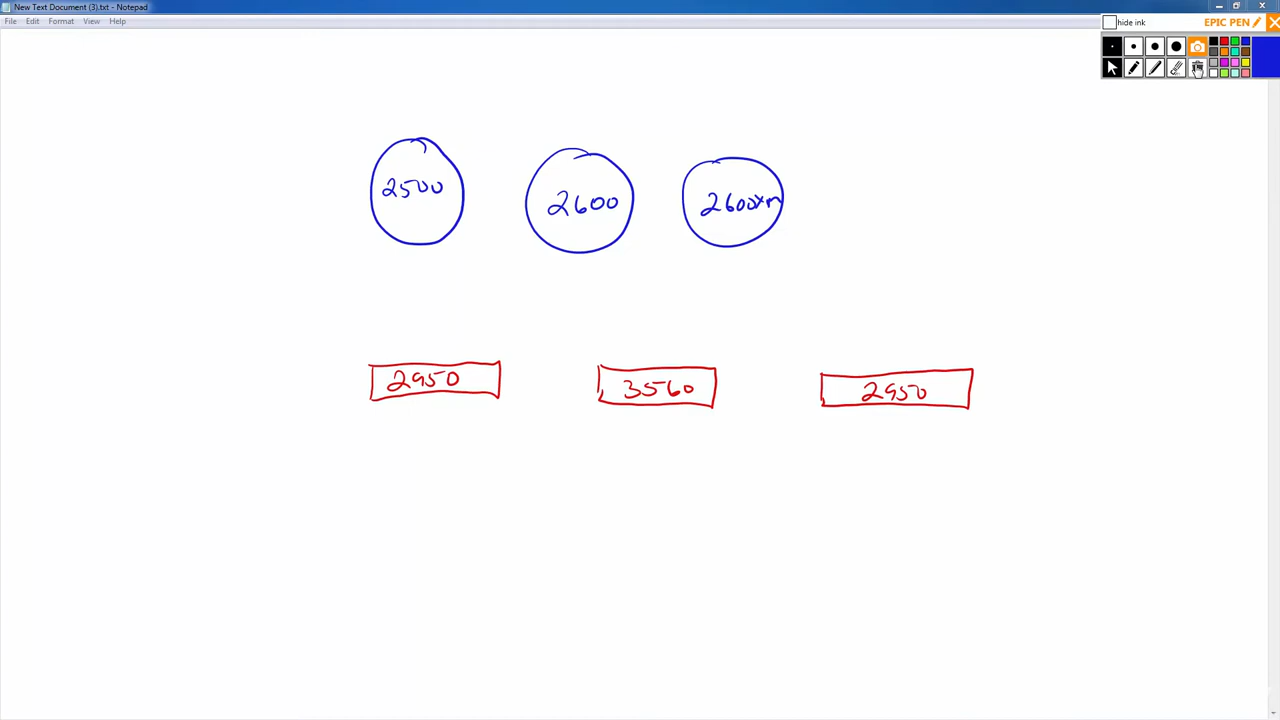 New Text Document (3).txt - Notepad
File Edit Format View Help
hide ink EPIC PEN
2500 2600 2600xm
2950 3560 2950